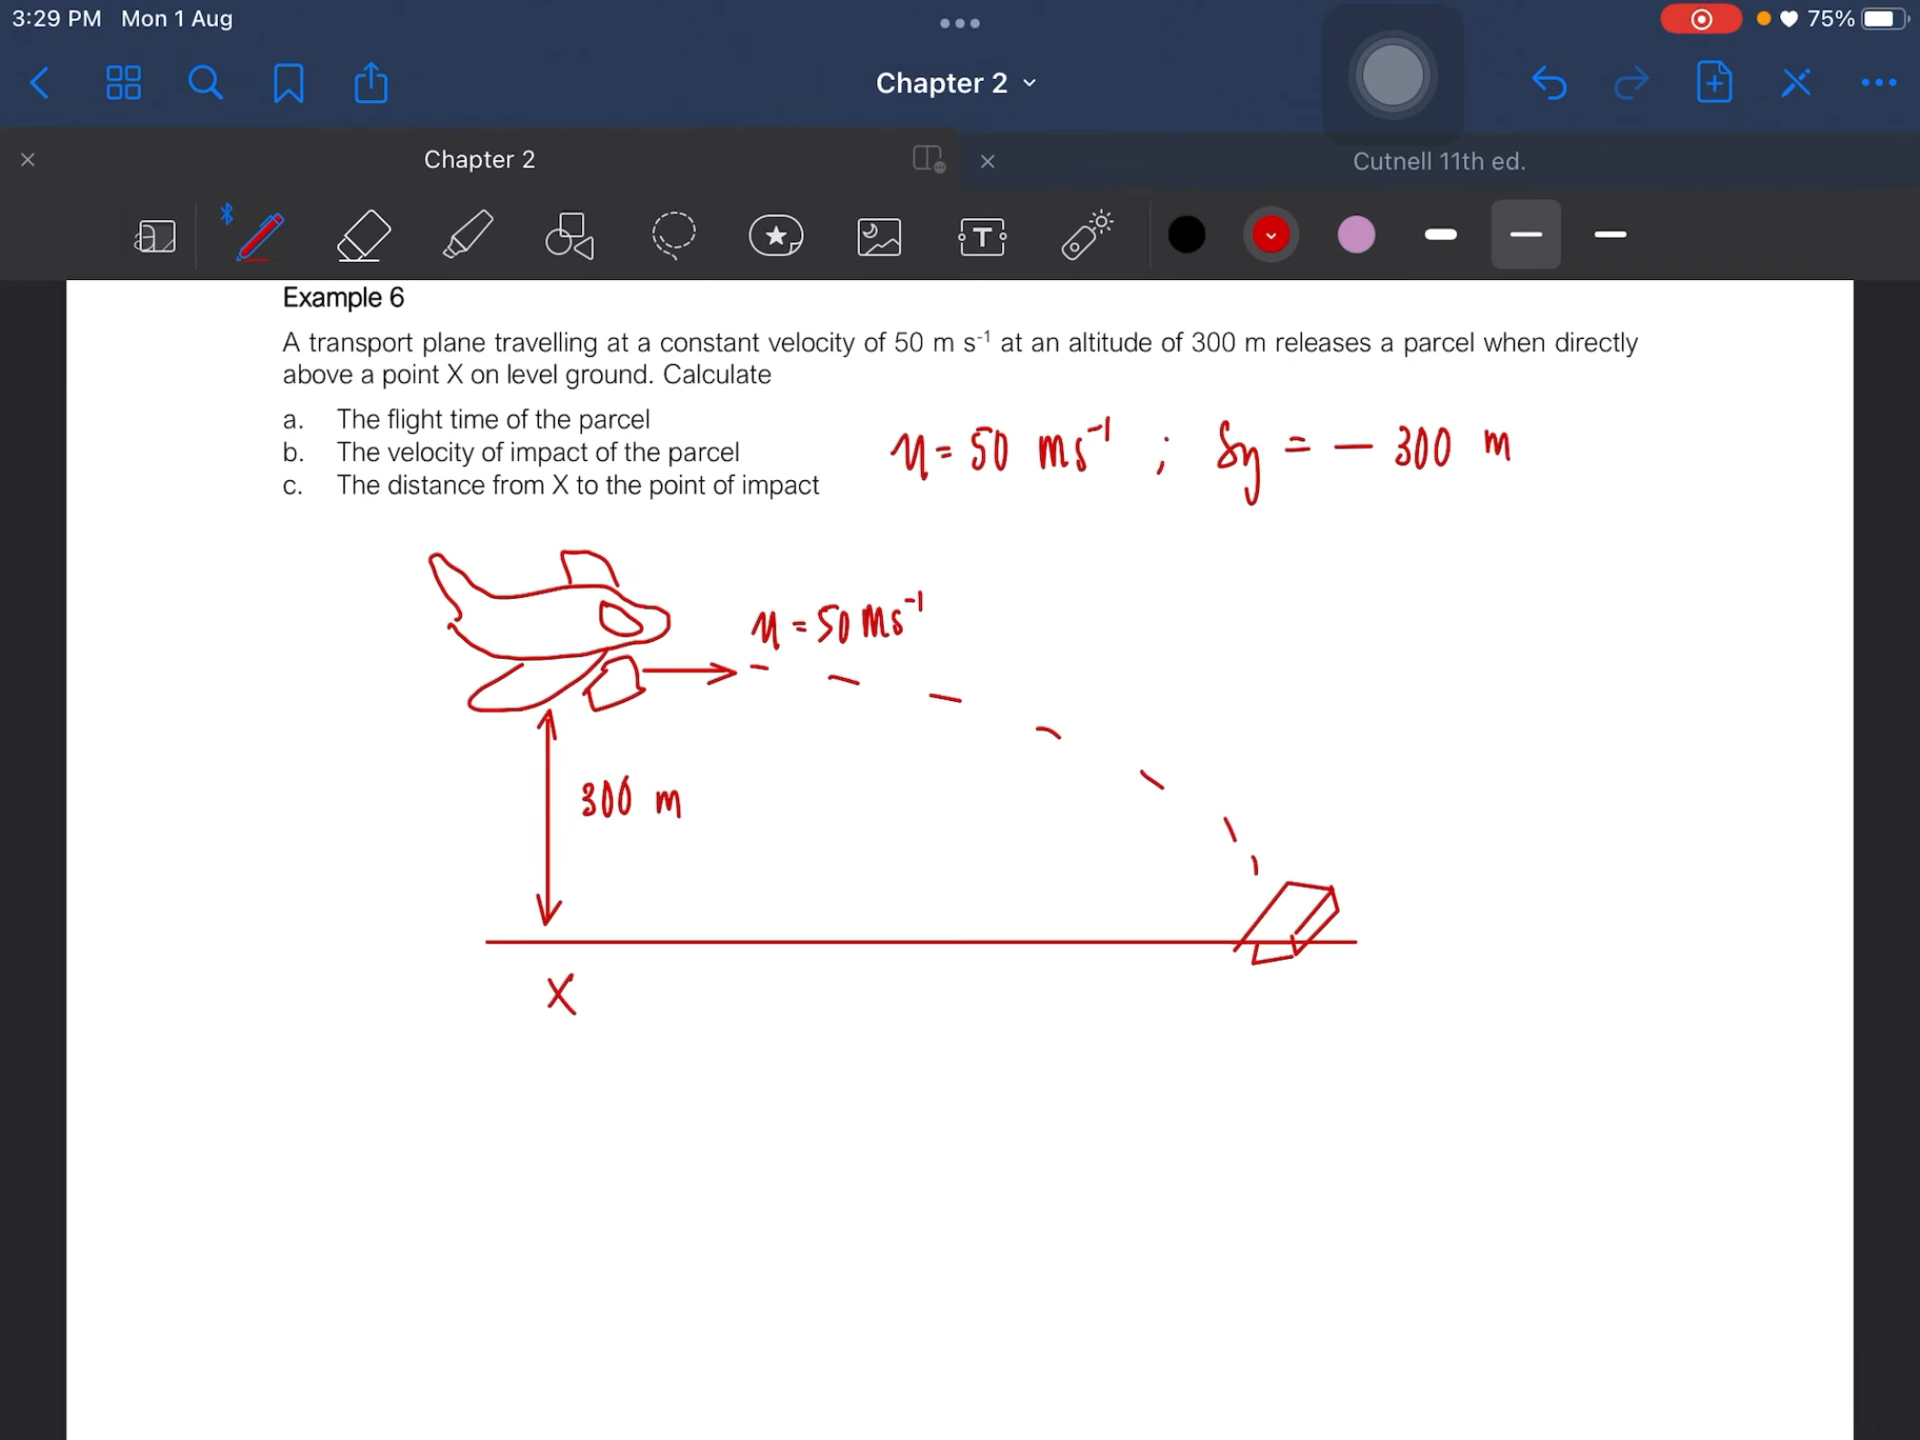 3:29 PM Mon 1 Aug
75%
Chapter 2
Chapter 2
Cutnell 11th ed.
Example 6
A transport plane travelling at a constant velocity of 50 m s⁻¹ at an altitude of 300 m releases a parcel when directly
above a point X on level ground. Calculate
a. The flight time of the parcel
b. The velocity of impact of the parcel
c. The distance from X to the point of impact
u = 50 ms⁻¹ ; Sy = - 300 m
u = 50 ms⁻¹
300 m
X